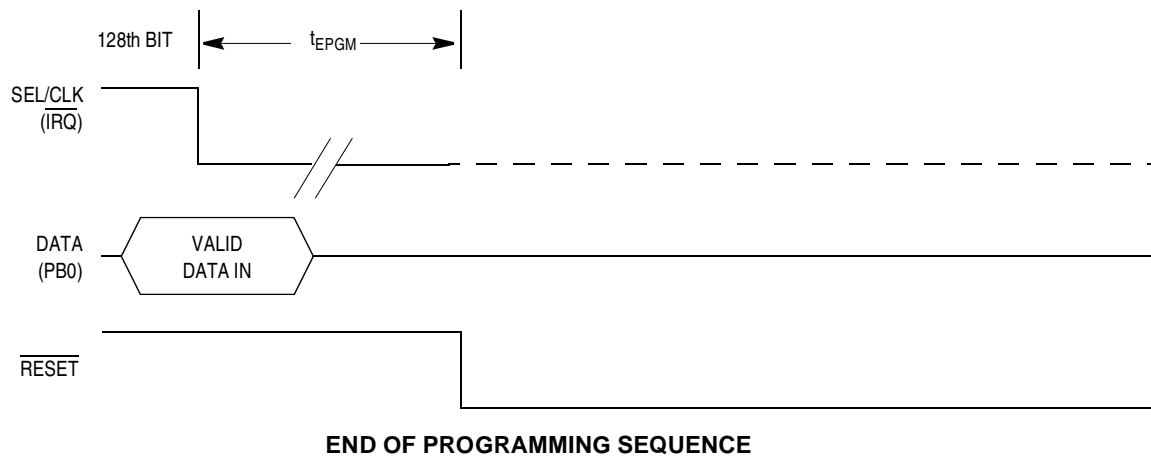 128th BIT
tEPGM
SEL/CLK
(IRQ)
DATA
(PB0)
VALID
DATA IN
RESET
END OF PROGRAMMING SEQUENCE